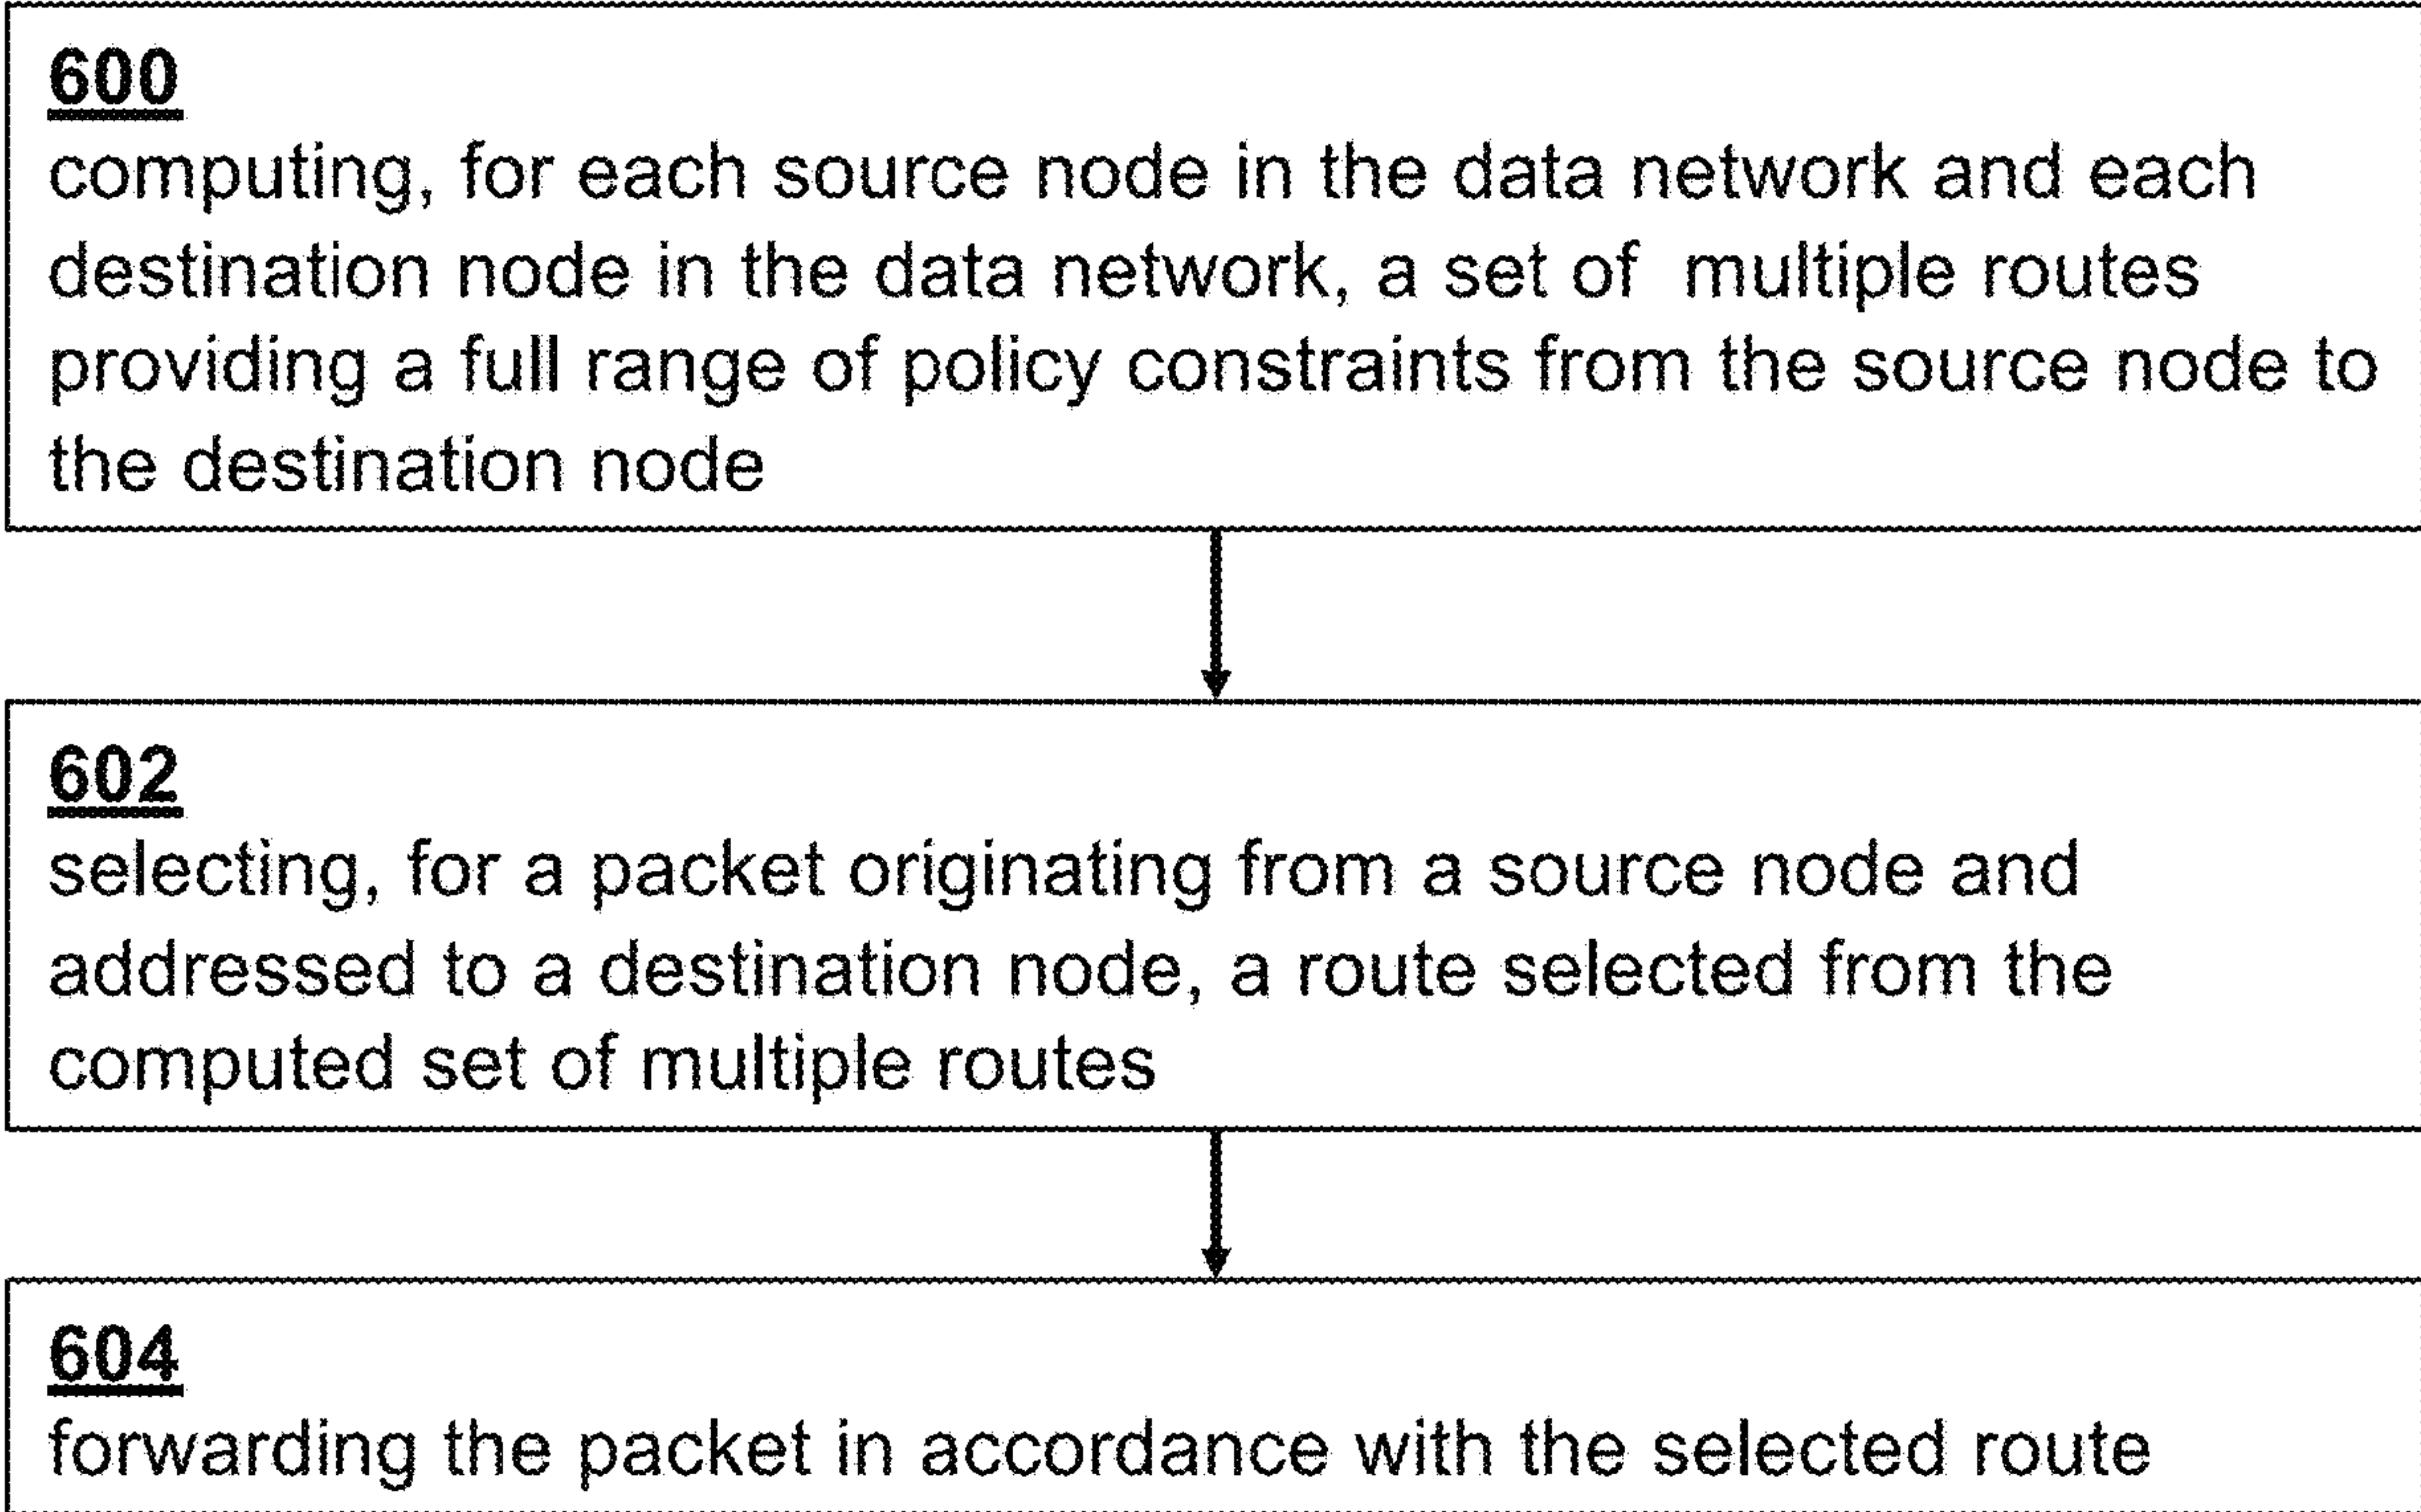 600
computing, for each source node in the data network and each
destination node in the data network, a set of  multiple routes
providing a full range of policy constraints from the source node to
the destination node
602
selecting, for a packet originating from a source node and
addressed to a destination node, a route selected from the
computed set of multiple routes
604
forwarding the packet in accordance with the selected route